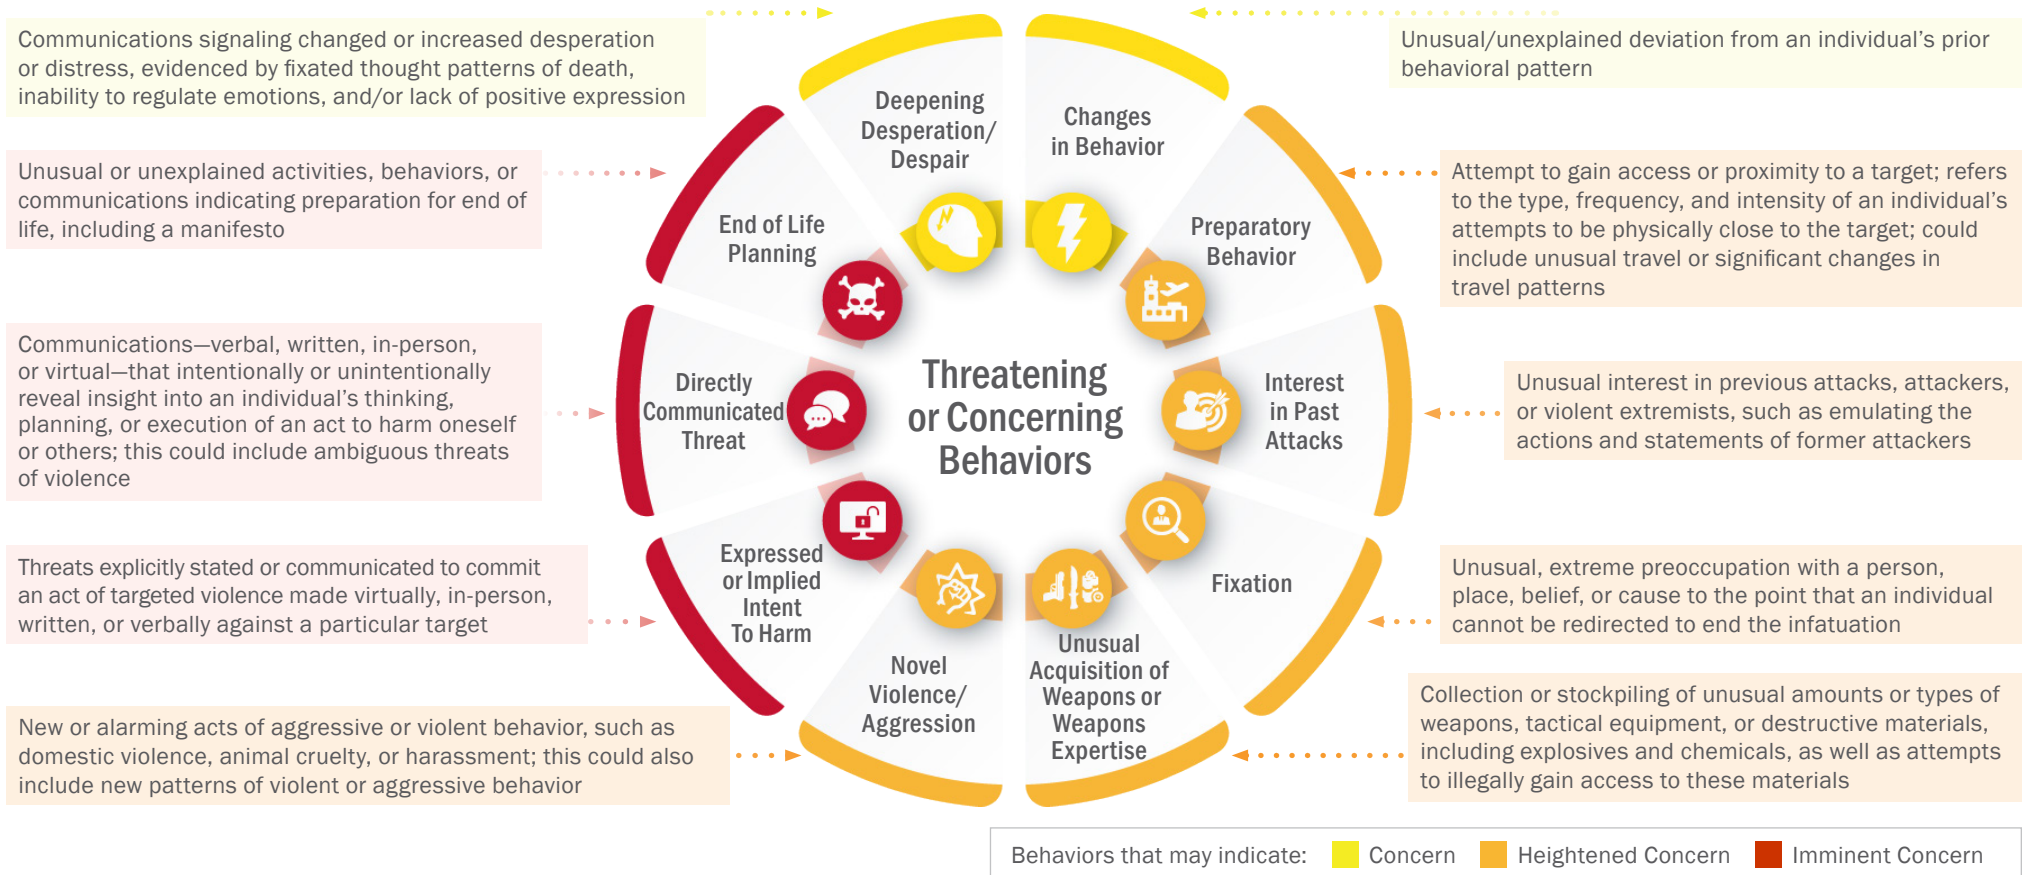 Communications signaling changed or increased desperation
or distress, evidenced by fixated thought patterns of death,
inability to regulate emotions, and/or lack of positive expression
Unusual/unexplained deviation from an individual’s prior
behavioral pattern
Unusual or unexplained activities, behaviors, or
communications indicating preparation for end of
life, including a manifesto
Attempt to gain access or proximity to a target; refers
to the type, frequency, and intensity of an individual’s
attempts to be physically close to the target; could
include unusual travel or significant changes in
travel patterns
Communications—verbal, written, in-person,
or virtual—that intentionally or unintentionally
reveal insight into an individual’s thinking,
planning, or execution of an act to harm oneself
or others; this could include ambiguous threats
of violence
Unusual interest in previous attacks, attackers,
or violent extremists, such as emulating the
actions and statements of former attackers
Threats explicitly stated or communicated to commit
an act of targeted violence made virtually, in-person,
written, or verbally against a particular target
Unusual, extreme preoccupation with a person,
place, belief, or cause to the point that an individual
cannot be redirected to end the infatuation
New or alarming acts of aggressive or violent behavior, such as
domestic violence, animal cruelty, or harassment; this could also
include new patterns of violent or aggressive behavior
Collection or stockpiling of unusual amounts or types of
weapons, tactical equipment, or destructive materials,
including explosives and chemicals, as well as attempts
to illegally gain access to these materials
Deepening
Desperation/
Despair
Changes
in Behavior
End of Life
Planning
Preparatory
Behavior
Directly
Communicated
Threat
Threatening
or Concerning
Behaviors
Interest
in Past
Attacks
Expressed
or Implied
Intent
To Harm
Fixation
Novel
Violence/
Aggression
Unusual
Acquisition of
Weapons or
Weapons
Expertise
Behaviors that may indicate: Concern Heightened Concern Imminent Concern